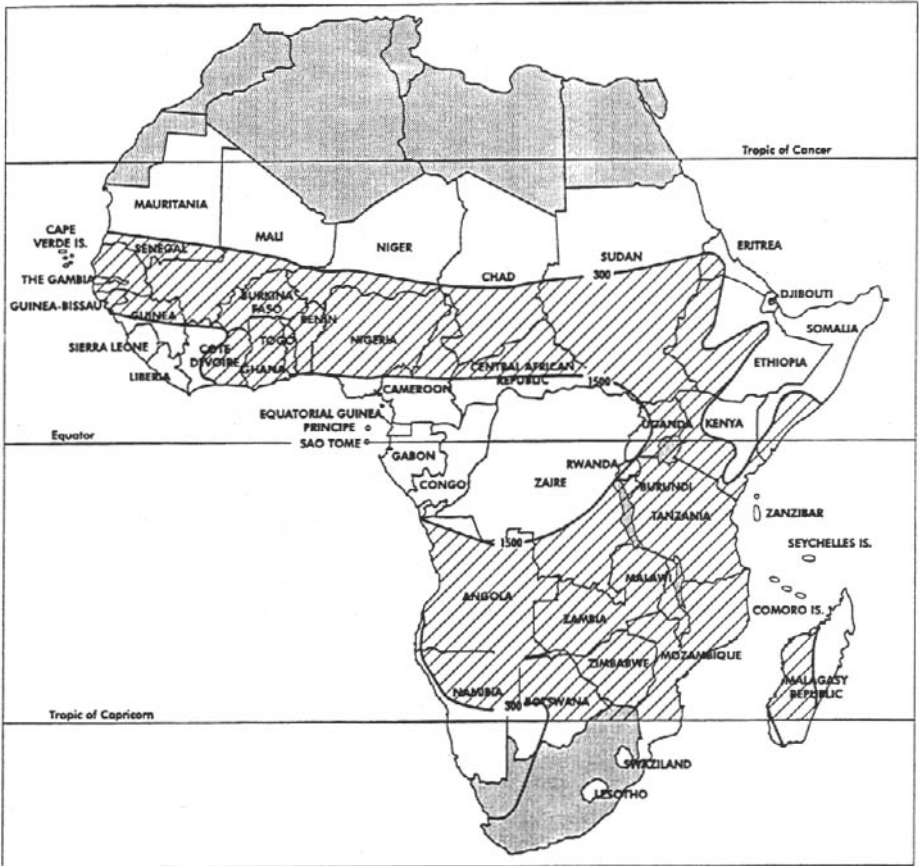 Tropic of Cancer
MAURITANIA
CAPE
VERDE IS.
MALI
NIGER
CHAD
SUDAN
300
ERITREA
SENEGAL
THE GAMBIA
DJIBOUTI
GUINEA-BISSAU
GUINEA
BURKINA
FASO
BENIN
SOMALIA
SIERRA LEONE
COTE
D'IVOIRE
TOGO
GHANA
NIGERIA
ETHIOPIA
LIBERIA
CENTRAL AFRICAN
REPUBLIC
1500
CAMEROON
EQUATORIAL GUINEA
PRINCIPE
UGANDA
KENYA
Equator
SAO TOME
GABON
CONGO
ZAIRE
RWANDA
BURUNDI
TANZANIA
ZANZIBAR
1500
SEYCHELLES IS.
MALAWI
ANGOLA
ZAMBIA
COMORO IS.
ZIMBABWE
MOZAMBIQUE
NAMIBIA
300
BOTSWANA
MALAGASY
REPUBLIC
Tropic of Capricorn
SWAZILAND
LESOTHO